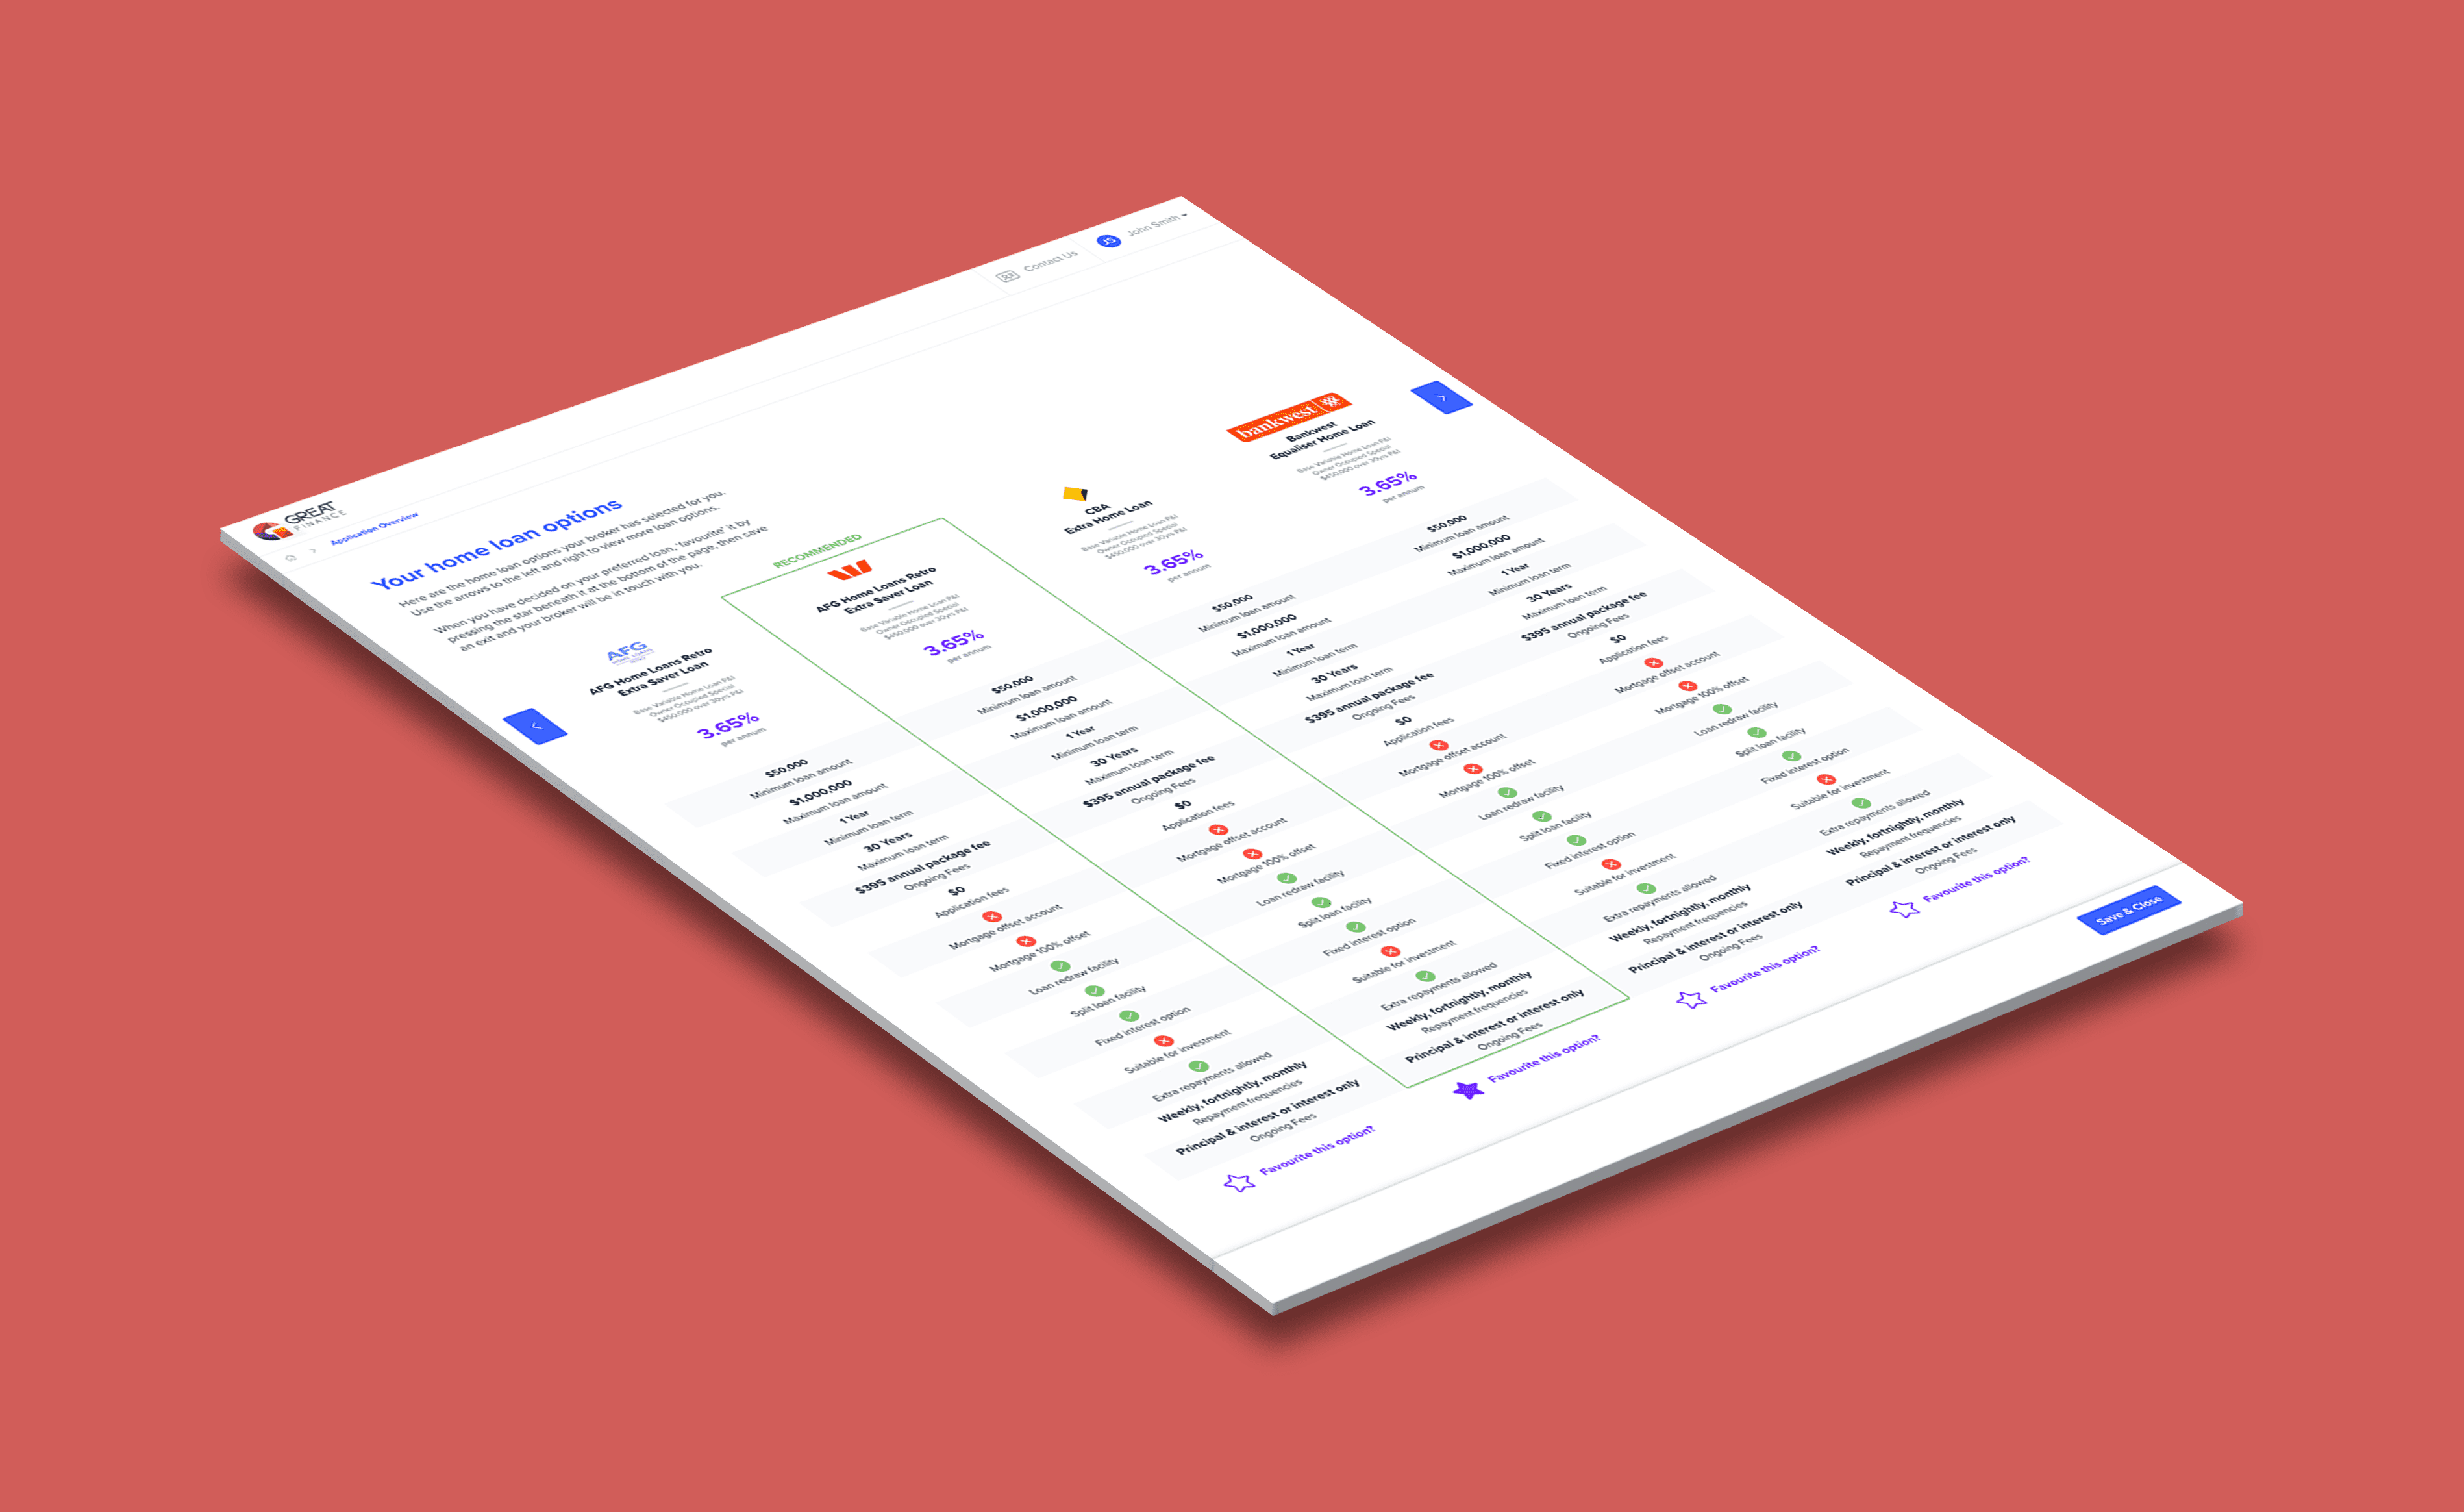 GREAT
FINANCE
Contact Us
JS
John Smith
Application Overview
Your home loan options
Here are the home loan options your broker has selected for you.
Use the arrows to the left and right to view more loan options.
When you have decided on your preferred loan, 'favourite' it by
pressing the star beneath it at the bottom of the page, then save
an exit and your broker will be in touch with you.
AFG
HOME LOANS
AFG Home Loans Retro
Extra Saver Loan
Base Variable Home Loan P&I
Owner Occupied Special
$450,000 over 30yrs P&I
3.65%
per annum
$50,000
Minimum loan amount
$1,000,000
Maximum loan amount
1 Year
Minimum loan term
30 Years
Maximum loan term
$395 annual package fee
Ongoing Fees
$0
Application fees
Mortgage offset account
Mortgage 100% offset
Loan redraw facility
Split loan facility
Fixed interest option
Suitable for investment
Extra repayments allowed
Weekly, fortnightly, monthly
Repayment frequencies
Principal & interest or interest only
Ongoing Fees
Favourite this option?
RECOMMENDED
AFG Home Loans Retro
Extra Saver Loan
Base Variable Home Loan P&I
Owner Occupied Special
$450,000 over 30yrs P&I
3.65%
per annum
$50,000
Minimum loan amount
$1,000,000
Maximum loan amount
1 Year
Minimum loan term
30 Years
Maximum loan term
$395 annual package fee
Ongoing Fees
$0
Application fees
Mortgage offset account
Mortgage 100% offset
Loan redraw facility
Split loan facility
Fixed interest option
Suitable for investment
Extra repayments allowed
Weekly, fortnightly, monthly
Repayment frequencies
Principal & interest or interest only
Ongoing Fees
Favourite this option?
CBA
Extra Home Loan
Base Variable Home Loan P&I
Owner Occupied Special
$450,000 over 30yrs P&I
3.65%
per annum
$50,000
Minimum loan amount
$1,000,000
Maximum loan amount
1 Year
Minimum loan term
30 Years
Maximum loan term
$395 annual package fee
Ongoing Fees
$0
Application fees
Mortgage offset account
Mortgage 100% offset
Loan redraw facility
Split loan facility
Fixed interest option
Suitable for investment
Extra repayments allowed
Weekly, fortnightly, monthly
Repayment frequencies
Principal & interest or interest only
Ongoing Fees
Favourite this option?
bankwest
Bankwest
Equaliser Home Loan
Base Variable Home Loan P&I
Owner Occupied Special
$450,000 over 30yrs P&I
3.65%
per annum
$50,000
Minimum loan amount
$1,000,000
Maximum loan amount
1 Year
Minimum loan term
30 Years
Maximum loan term
$395 annual package fee
Ongoing Fees
$0
Application fees
Mortgage offset account
Mortgage 100% offset
Loan redraw facility
Split loan facility
Fixed interest option
Suitable for investment
Extra repayments allowed
Weekly, fortnightly, monthly
Repayment frequencies
Principal & interest or interest only
Ongoing Fees
Favourite this option?
Save & Close